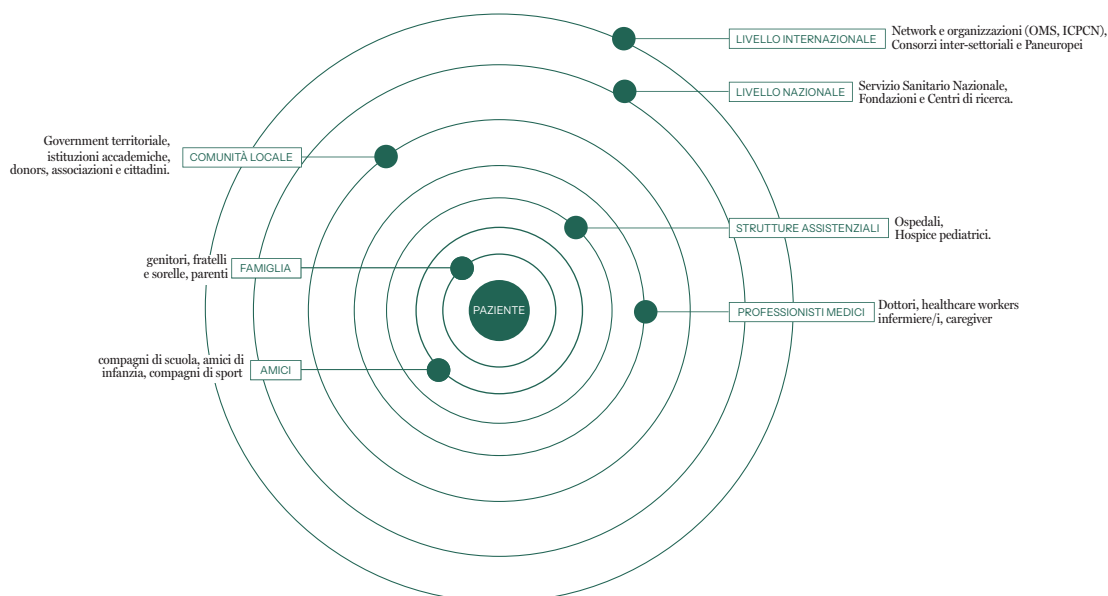 LIVELLO INTERNAZIONALE
Network e organizzazioni (OMS, ICPCN),
Consorzi inter-settoriali e Paneuropei
LIVELLO NAZIONALE
Servizio Sanitario Nazionale,
Fondazioni e Centri di ricerca.
Government territoriale,
istituzioni accademiche,
donors, associazioni e cittadini.
COMUNITÀ LOCALE
STRUTTURE ASSISTENZIALI
Ospedali,
Hospice pediatrici.
genitori, fratelli
e sorelle, parenti
FAMIGLIA
PAZIENTE
PROFESSIONISTI MEDICI
Dottori, healthcare workers
infermiere/i, caregiver
compagni di scuola, amici di
infanzia, compagni di sport
AMICI